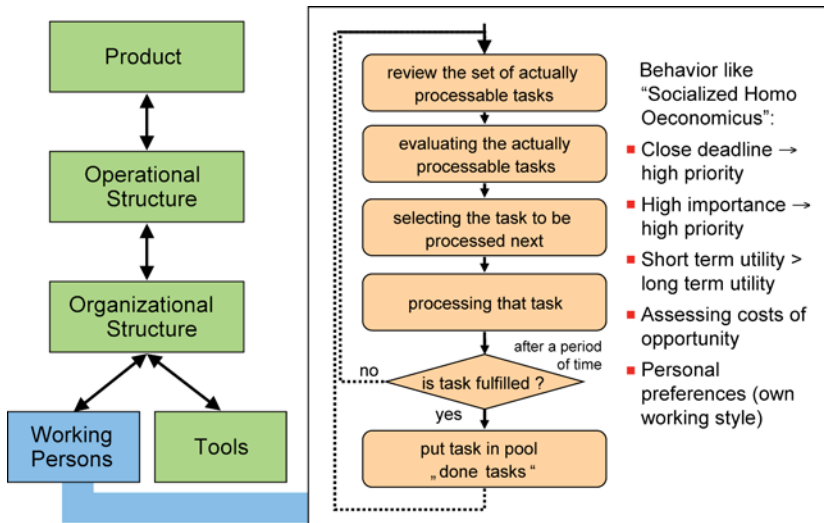 Product
Operational
Structure
Organizational
Structure
Working
Persons
Tools
review the set of actually
processable tasks
evaluating the actually
processable tasks
selecting the task to be
processed next
processing that task
after a period
of time
no
is task fulfilled ?
yes
put task in pool
„done tasks“
Behavior like
“Socialized Homo
Oeconomicus”:
Close deadline →
high priority
High importance →
high priority
Short term utility >
long term utility
Assessing costs of
opportunity
Personal
preferences (own
working style)